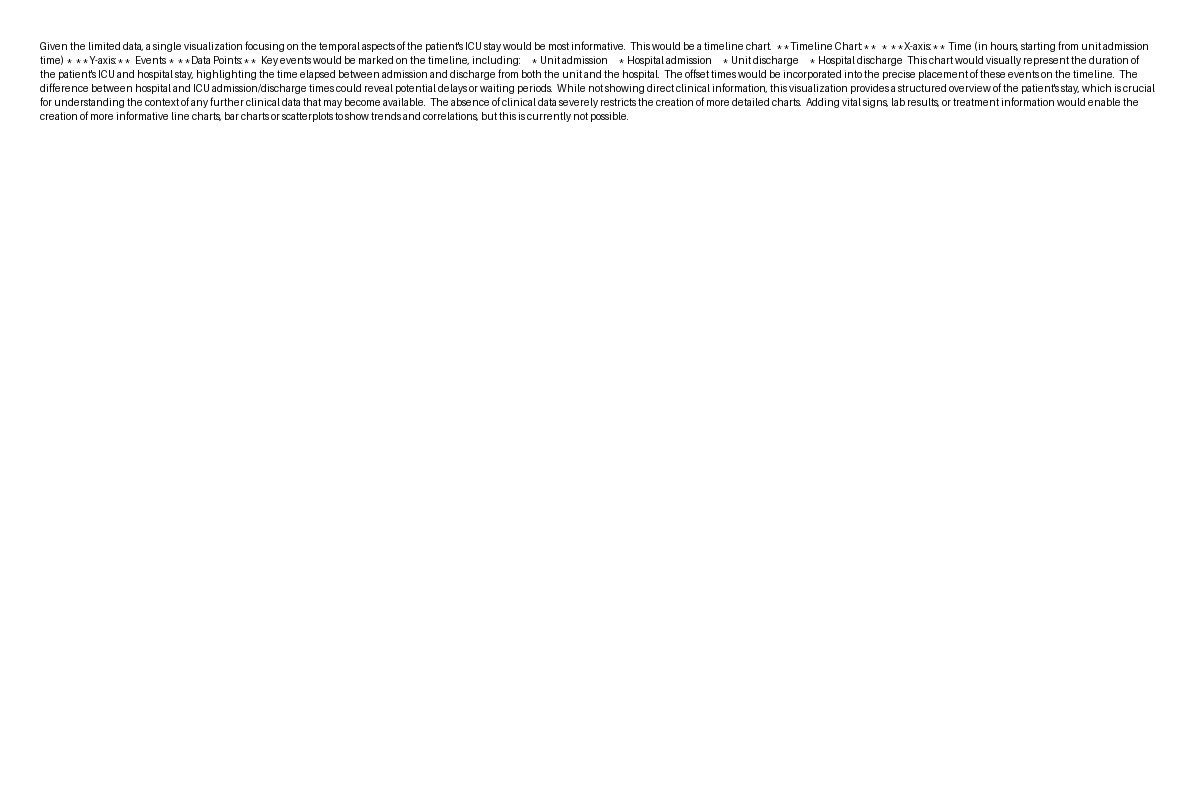 Given the limited data, a single visualization focusing on the temporal aspects of the patient's ICU stay would be most informative.  This would be a timeline chart.  **Timeline Chart:**  * **X-axis:** Time (in hours, starting from unit admission
time) * **Y-axis:**  Events * **Data Points:**  Key events would be marked on the timeline, including:    * Unit admission    * Hospital admission    * Unit discharge    * Hospital discharge  This chart would visually represent the duration of
the patient's ICU and hospital stay, highlighting the time elapsed between admission and discharge from both the unit and the hospital.  The offset times would be incorporated into the precise placement of these events on the timeline.  The
difference between hospital and ICU admission/discharge times could reveal potential delays or waiting periods.  While not showing direct clinical information, this visualization provides a structured overview of the patient's stay, which is crucial
for understanding the context of any further clinical data that may become available.  The absence of clinical data severely restricts the creation of more detailed charts.  Adding vital signs, lab results, or treatment information would enable the
creation of more informative line charts, bar charts or scatterplots to show trends and correlations, but this is currently not possible.